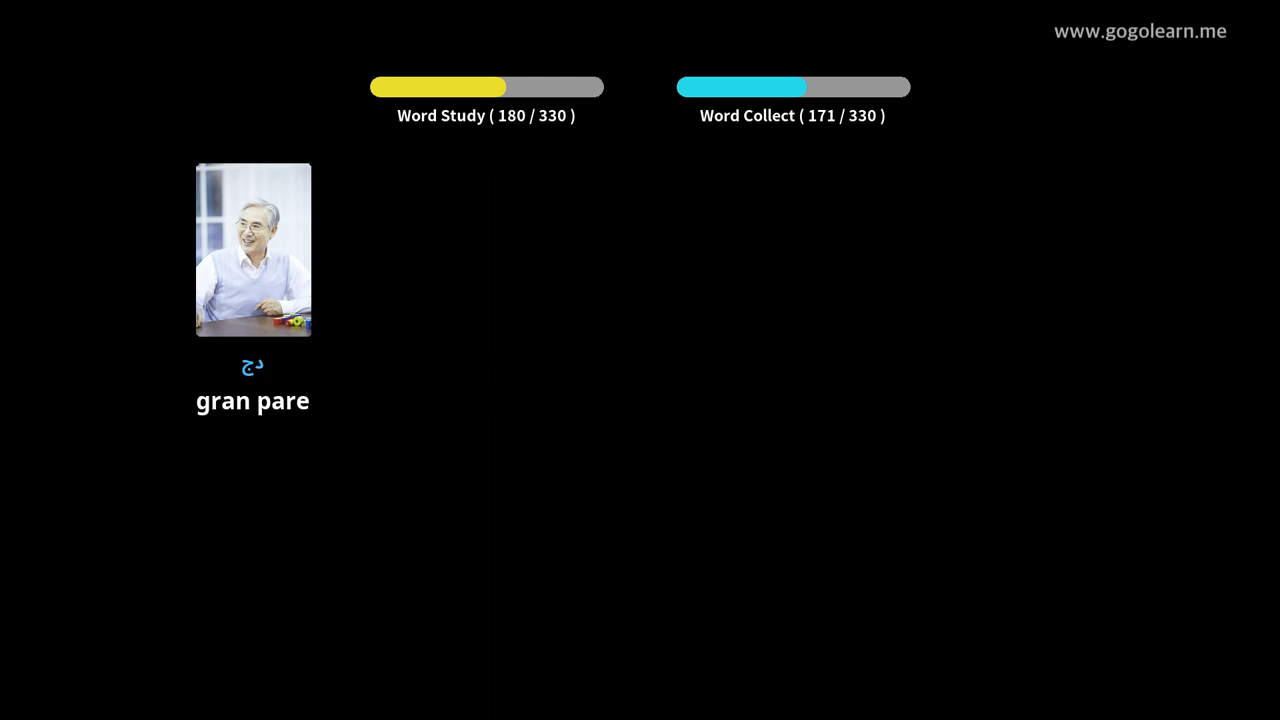 www.gogolearn.me
Word Study ( 180 / 330 )
Word Collect ( 171 / 330 )
دج
gran pare